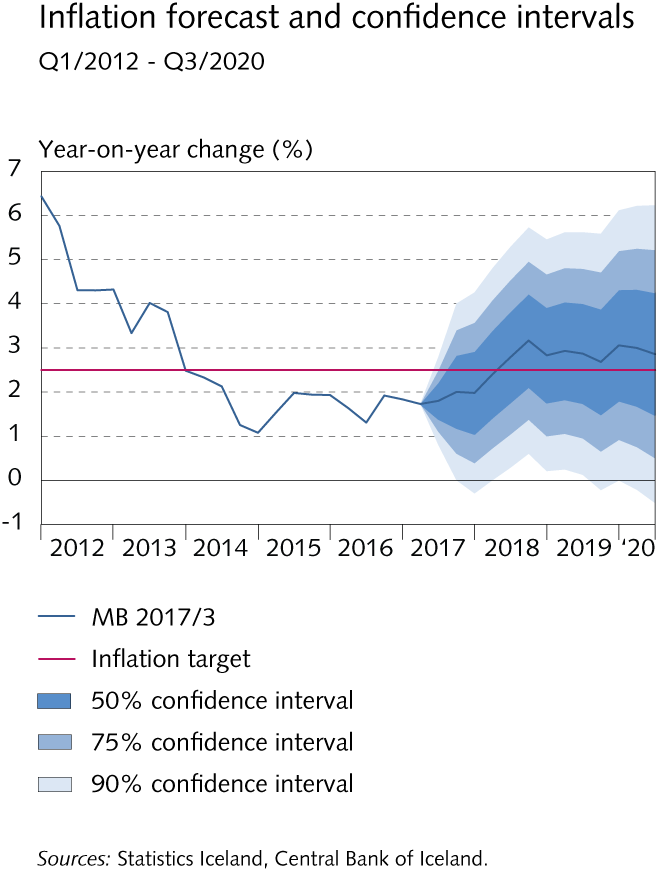 Inflation forecast and confidence intervals
Q1/2012 - Q3/2020
Year-on-year change (%)
7
6
5
4
3
2
1
0
-1
2012 2013 2014 2015 2016 2017 2018 2019 '20
MB 2017/3
Inflation target
50% confidence interval
75% confidence interval
90% confidence interval
Sources: Statistics Iceland, Central Bank of Iceland.